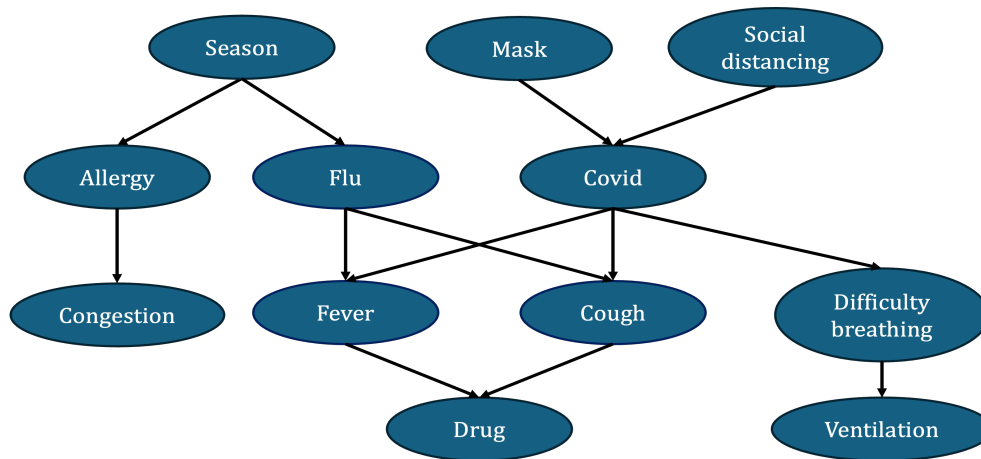 Season
Mask
Social
distancing
Allergy
Flu
Covid
Congestion
Fever
Cough
Difficulty
breathing
Drug
Ventilation